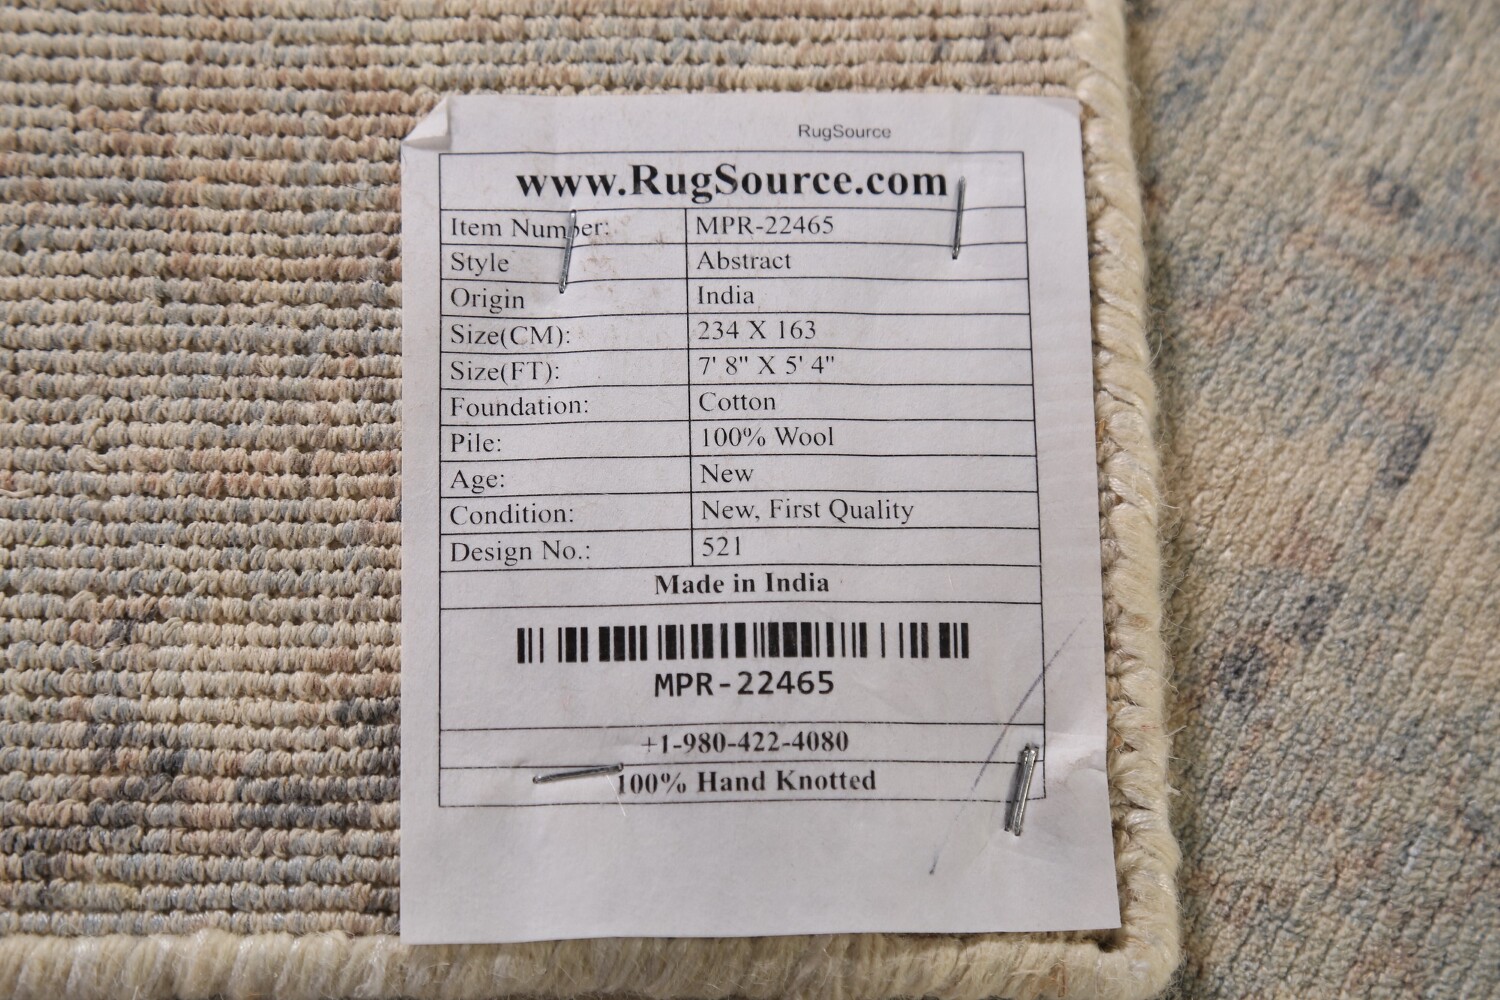 RugSource
www.RugSource.com
Item Number: MPR-22465
Style Abstract
Origin India
Size(CM): 234 X 163
Size(FT): 7' 8" X 5' 4"
Foundation: Cotton
Pile: 100% Wool
Age: New
Condition: New, First Quality
Design No.: 521
Made in India
MPR-22465
+1-980-422-4080
100% Hand Knotted